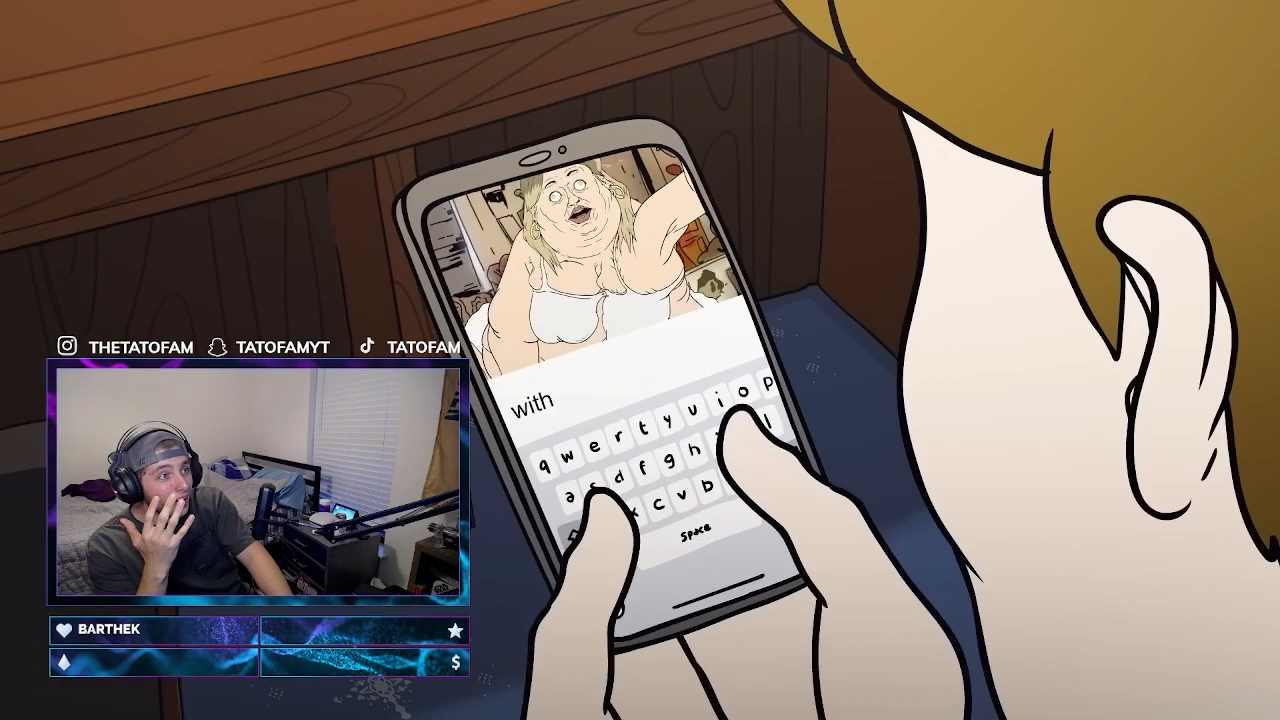 THETATOFAM TATOFAMYT TATOFAM
with
q w e r t y u i o p
a s d f g h l
x c v b
space
BARTHEK
$